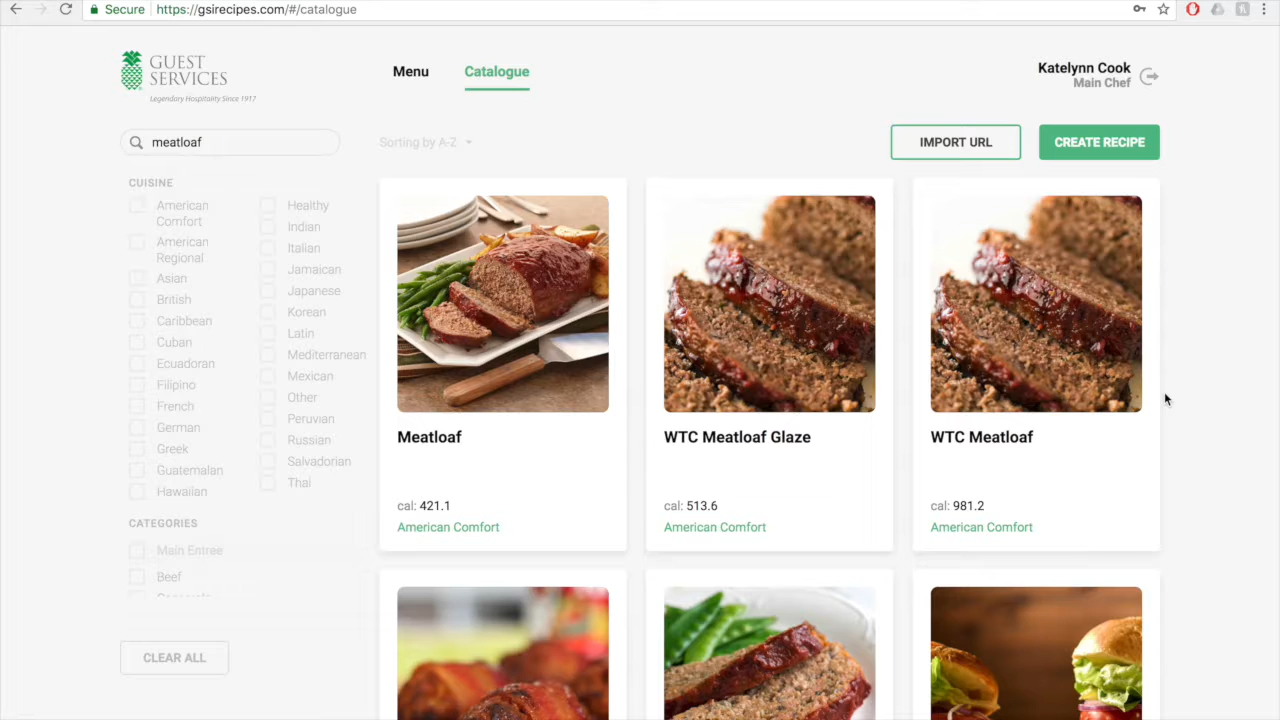 Secure https://gsirecipes.com/#/catalogue
GUEST
SERVICES
Legendary Hospitality Since 1917
Menu
Catalogue
Katelynn Cook
Main Chef
meatloaf
Sorting by A-Z
IMPORT URL
CREATE RECIPE
CUISINE
American
Comfort
American
Regional
Asian
British
Caribbean
Cuban
Ecuadoran
Filipino
French
German
Greek
Guatemalan
Hawaiian
Healthy
Indian
Italian
Jamaican
Japanese
Korean
Latin
Mediterranean
Mexican
Other
Peruvian
Russian
Salvadorian
Thai
CATEGORIES
Main Entree
Beef
CLEAR ALL
Meatloaf
cal: 421.1
American Comfort
WTC Meatloaf Glaze
cal: 513.6
American Comfort
WTC Meatloaf
cal: 981.2
American Comfort